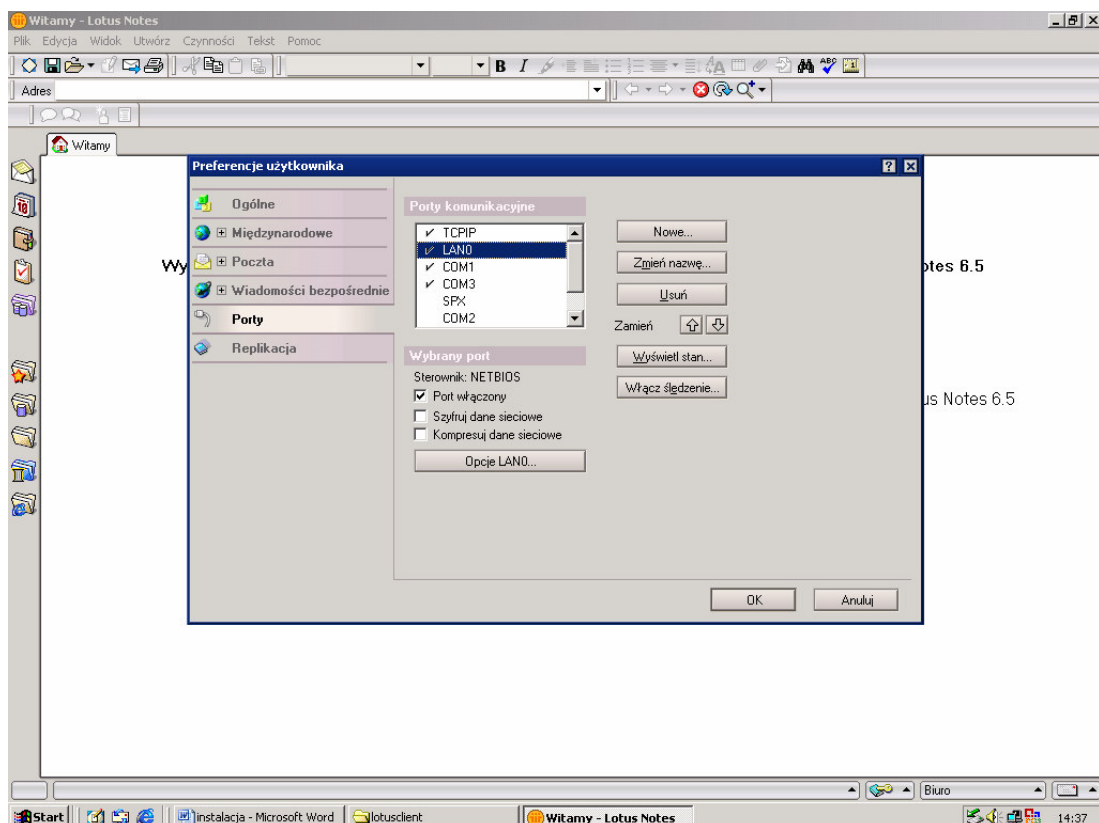 Witamy - Lotus Notes
Plik Edycja Widok Utwórz Czynności Tekst Pomoc
B I
Adres
Witamy
Preferencje użytkownika
Ogólne
Międzynarodowe
Poczta
Wiadomości bezpośrednie
Porty
Replikacja
Porty komunikacyjne
TCPIP
LAN0
COM1
COM3
SPX
COM2
Nowe...
Zmień nazwę...
Usuń
Zamień
Wyświetl stan...
Włącz śledzenie...
Wybrany port
Sterownik: NETBIOS
Port włączony
Szyfruj dane sieciowe
Kompresuj dane sieciowe
Opcje LAN0...
OK Anuluj
Wy
otes 6.5
us Notes 6.5
Biuro
Start instalacja - Microsoft Word lotusclient Witamy - Lotus Notes 14:37